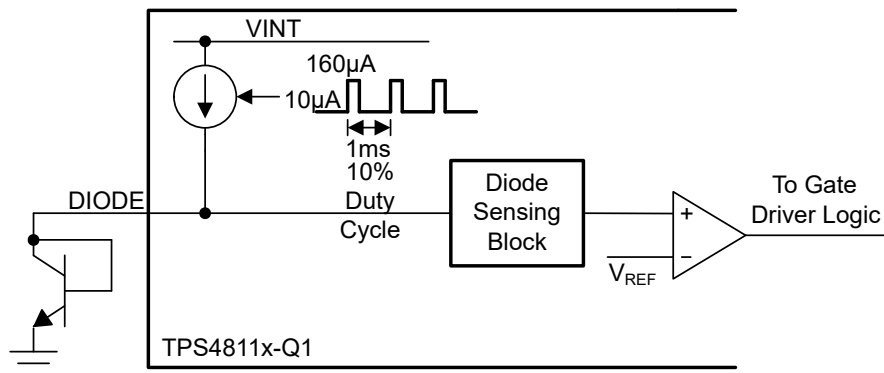 VINT
160µA
10µA
1ms
10%
DIODE
Duty
Cycle
Diode
Sensing
Block
+
−
VREF
To Gate
Driver Logic
TPS4811x-Q1